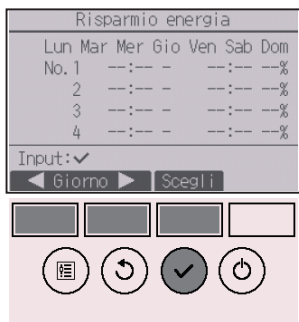 Risparmio energia
Lun Mar Mer Gio Ven Sab Dom
No. 1 --:-- – --:-- --%
2 --:-- – --:-- --%
3 --:-- – --:-- --%
4 --:-- – --:-- --%
Input:✓
◀ Giorno ▶ Scegli